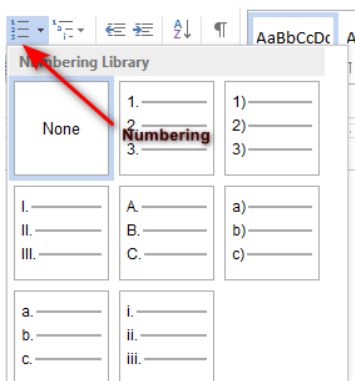 AaBbCcDc A
Numbering Library
None
1.
2.
3.
1)
2)
3)
Numbering
I.
II.
III.
A.
B.
C.
a)
b)
c)
a.
b.
c.
i.
ii.
iii.